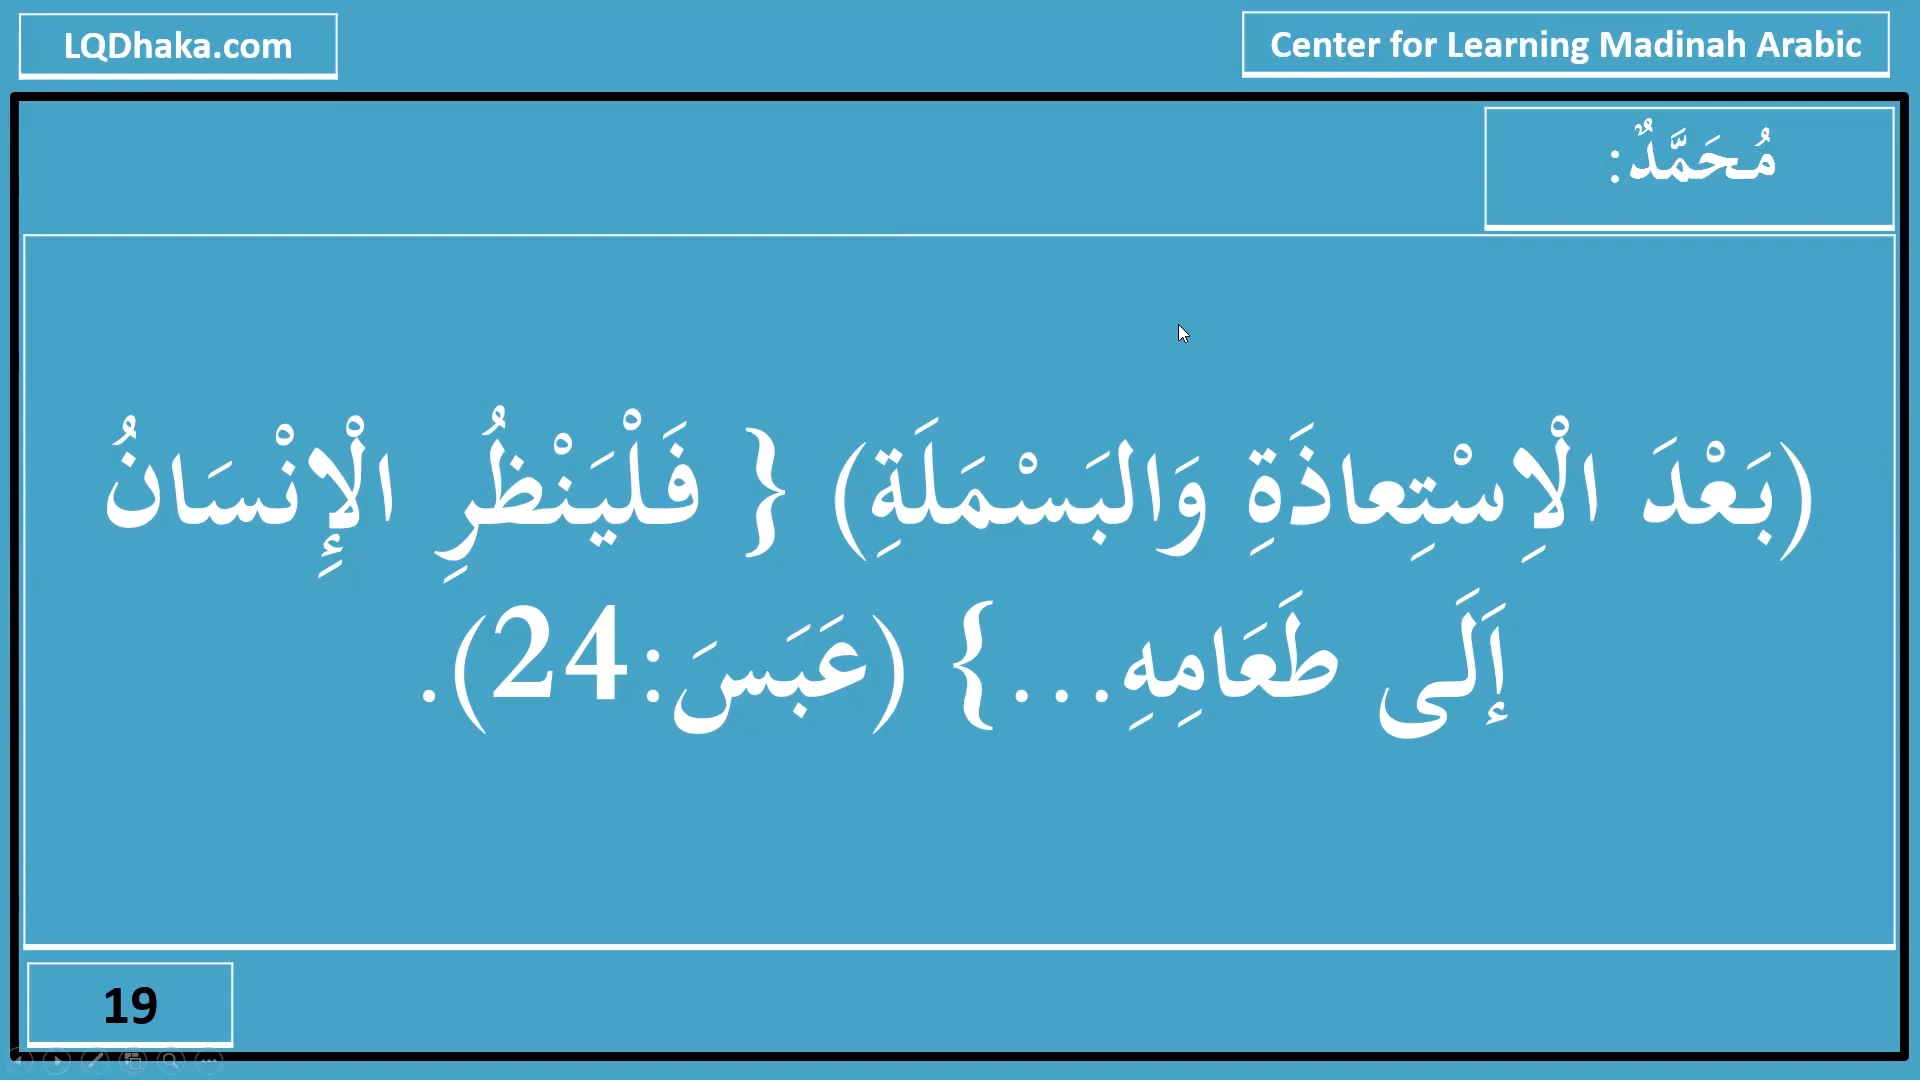 LQDhaka.com
Center for Learning Madinah Arabic
مُحَمَّدٌ:
(بَعْدَ الْاِسْتِعاذَةِ وَالبَسْمَلَةِ) { فَلْيَنْظُرِ الْإِنْسَانُ
إِلََى طَعَامِهِ...} (عَبَسَ:24).
19